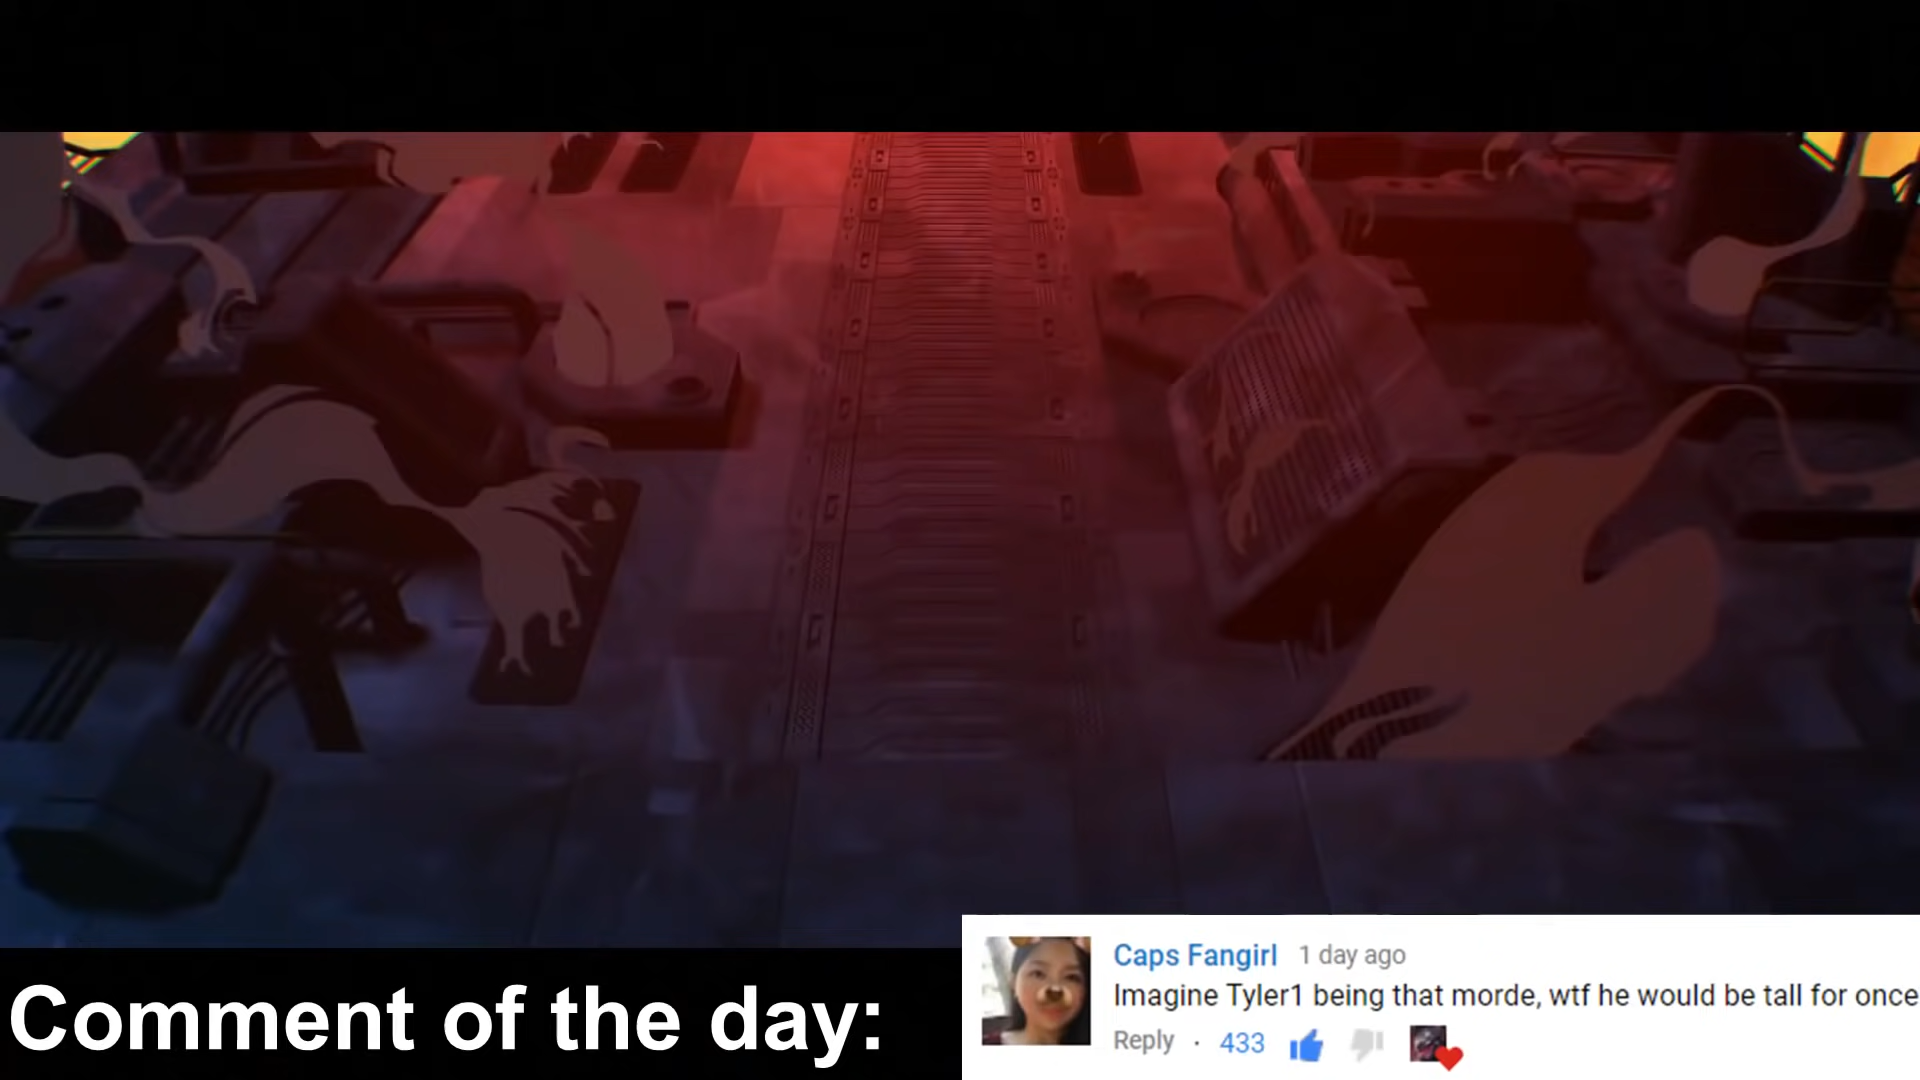 Comment of the day:
Caps Fangirl 1 day ago
Imagine Tyler1 being that morde, wtf he would be tall for once
Reply · 433